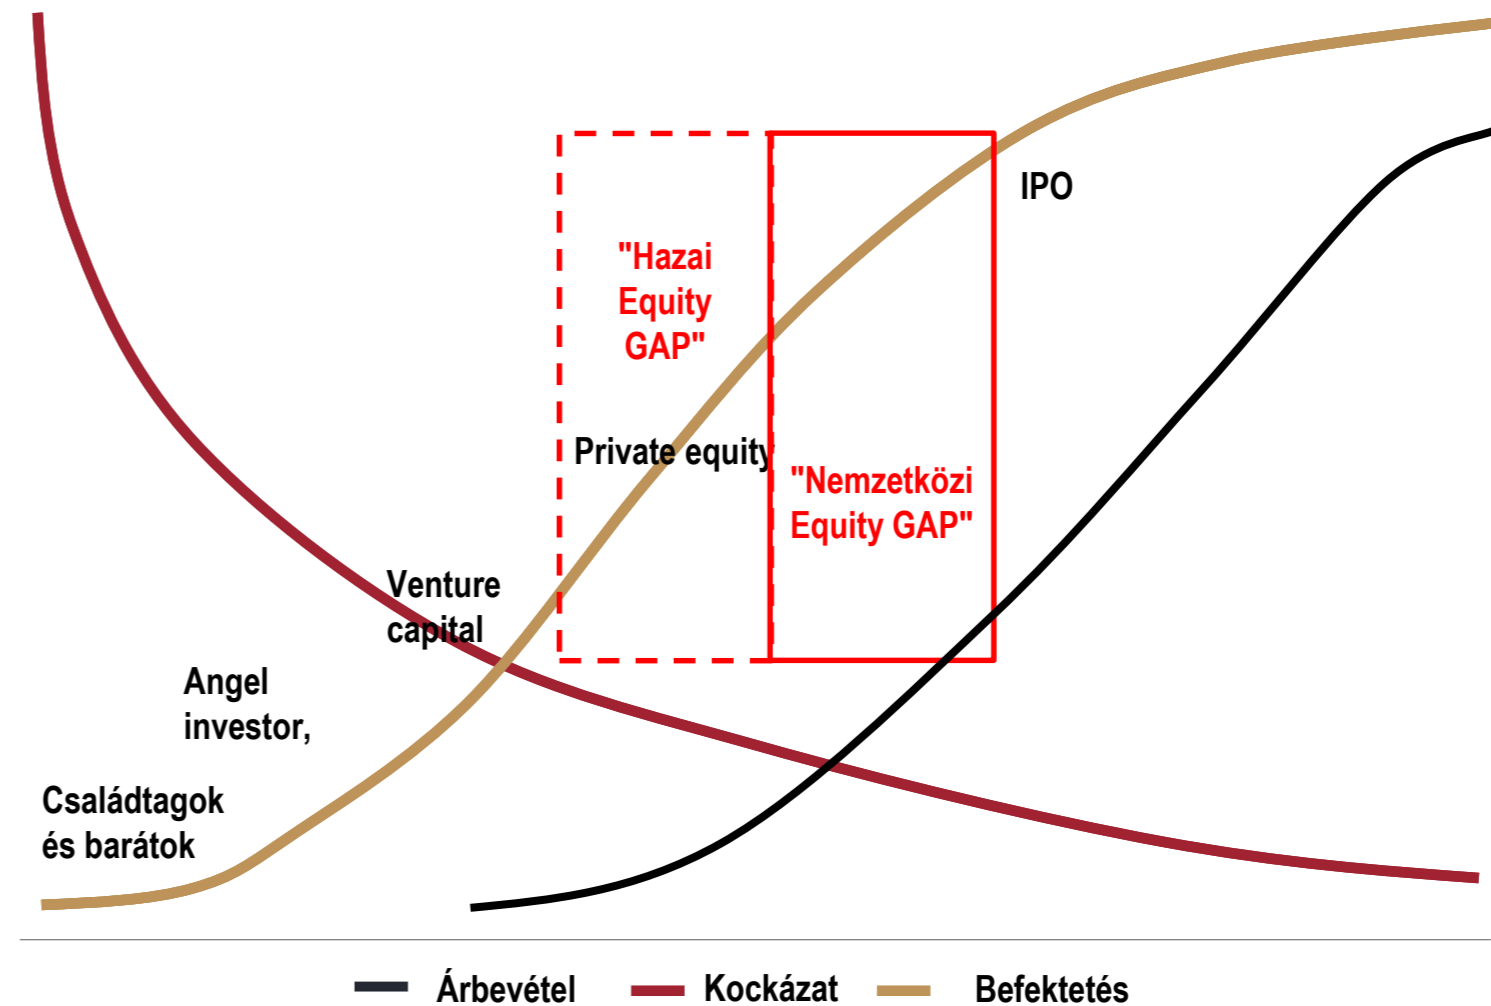 IPO
"Hazai
Equity
GAP"
Private equity
"Nemzetközi
Equity GAP"
Venture
capital
Angel
investor,
Családtagok
és barátok
Árbevétel Kockázat Befektetés